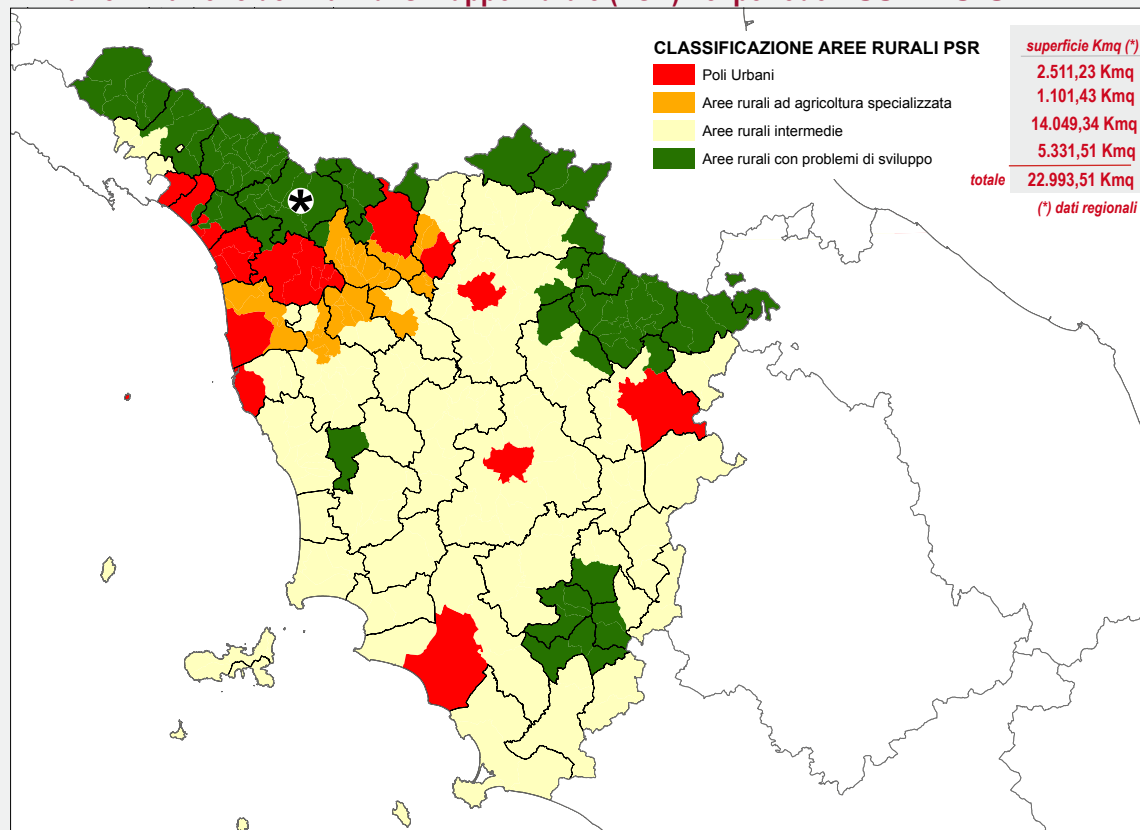 CLASSIFICAZIONE AREE RURALI PSR
superficie Kmq (*)
Poli Urbani
2.511,23 Kmq
Aree rurali ad agricoltura specializzata
1.101,43 Kmq
Aree rurali intermedie
14.049,34 Kmq
Aree rurali con problemi di sviluppo
5.331,51 Kmq
totale 22.993,51 Kmq
(*) dati regionali
*